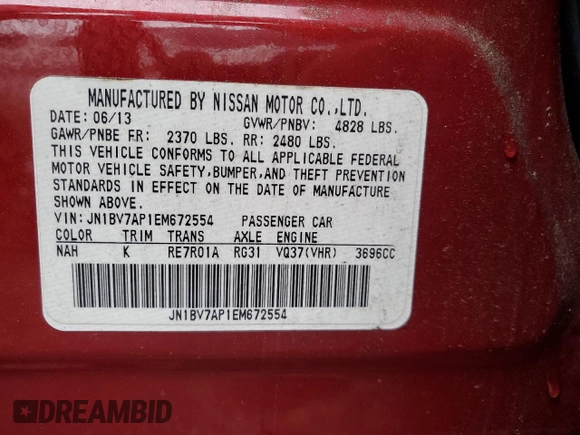 MANUFACTURED BY NISSAN MOTOR CO.,LTD.
DATE: 06/13 GVWR/PNBV: 4828 LBS.
GAWR/PNBE FR: 2370 LBS. RR: 2480 LBS.
THIS VEHICLE CONFORMS TO ALL APPLICABLE FEDERAL
MOTOR VEHICLE SAFETY,BUMPER,AND THEFT PREVENTION
STANDARDS IN EFFECT ON THE DATE OF MANUFACTURE
SHOWN ABOVE.
VIN:JN1BV7AP1EM672554 PASSENGER CAR
COLOR TRIM TRANS AXLE ENGINE
NAH K RE7R01A RG31 VQ37(VHR) 3696CC
JN1BV7AP1EM672554
DREAMBID